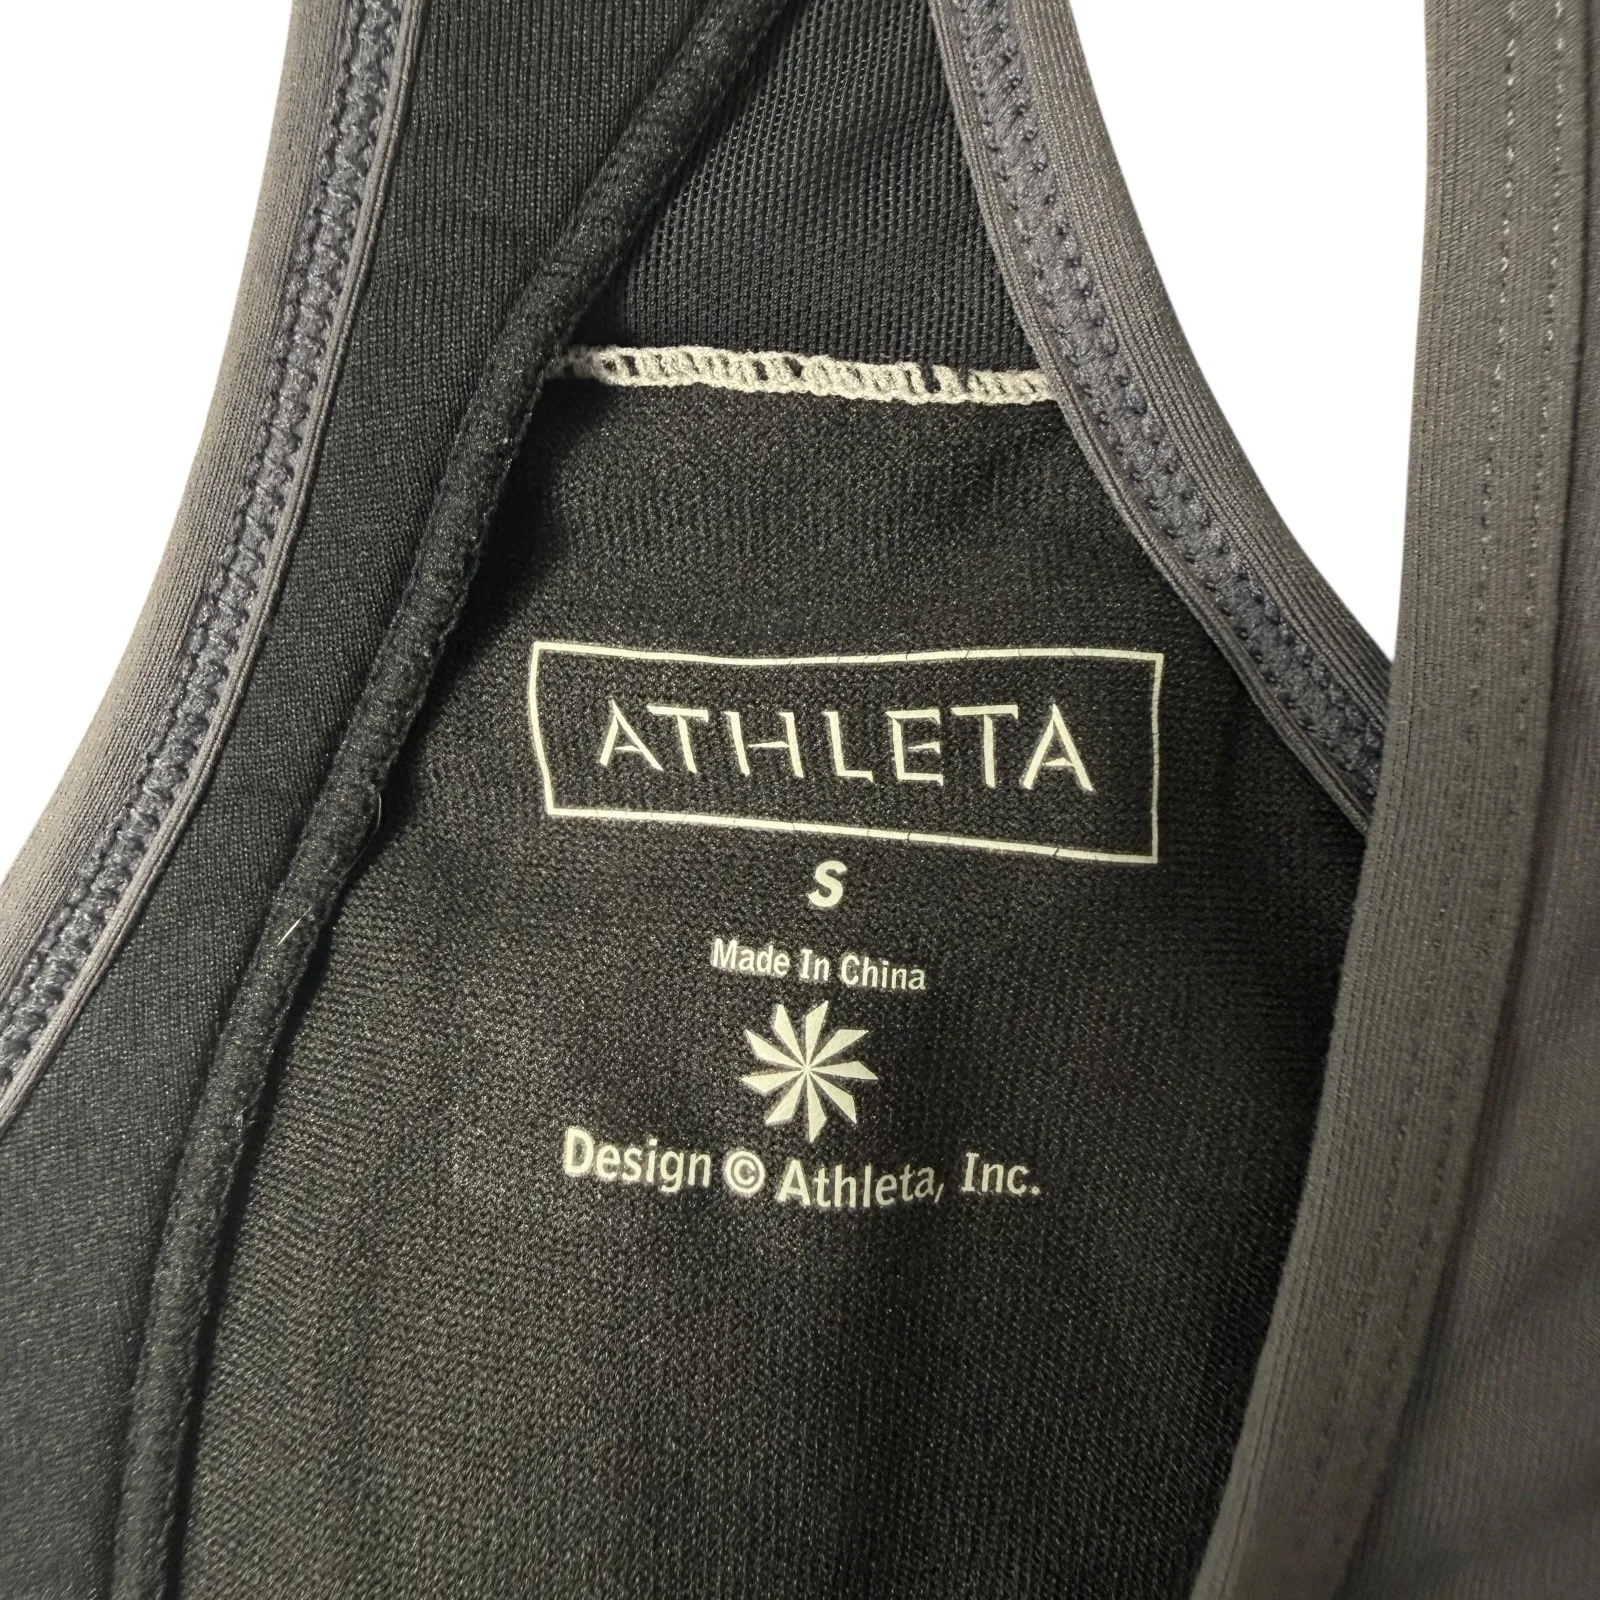 ATHLETA
S
Made In China
Design © Athleta, Inc.